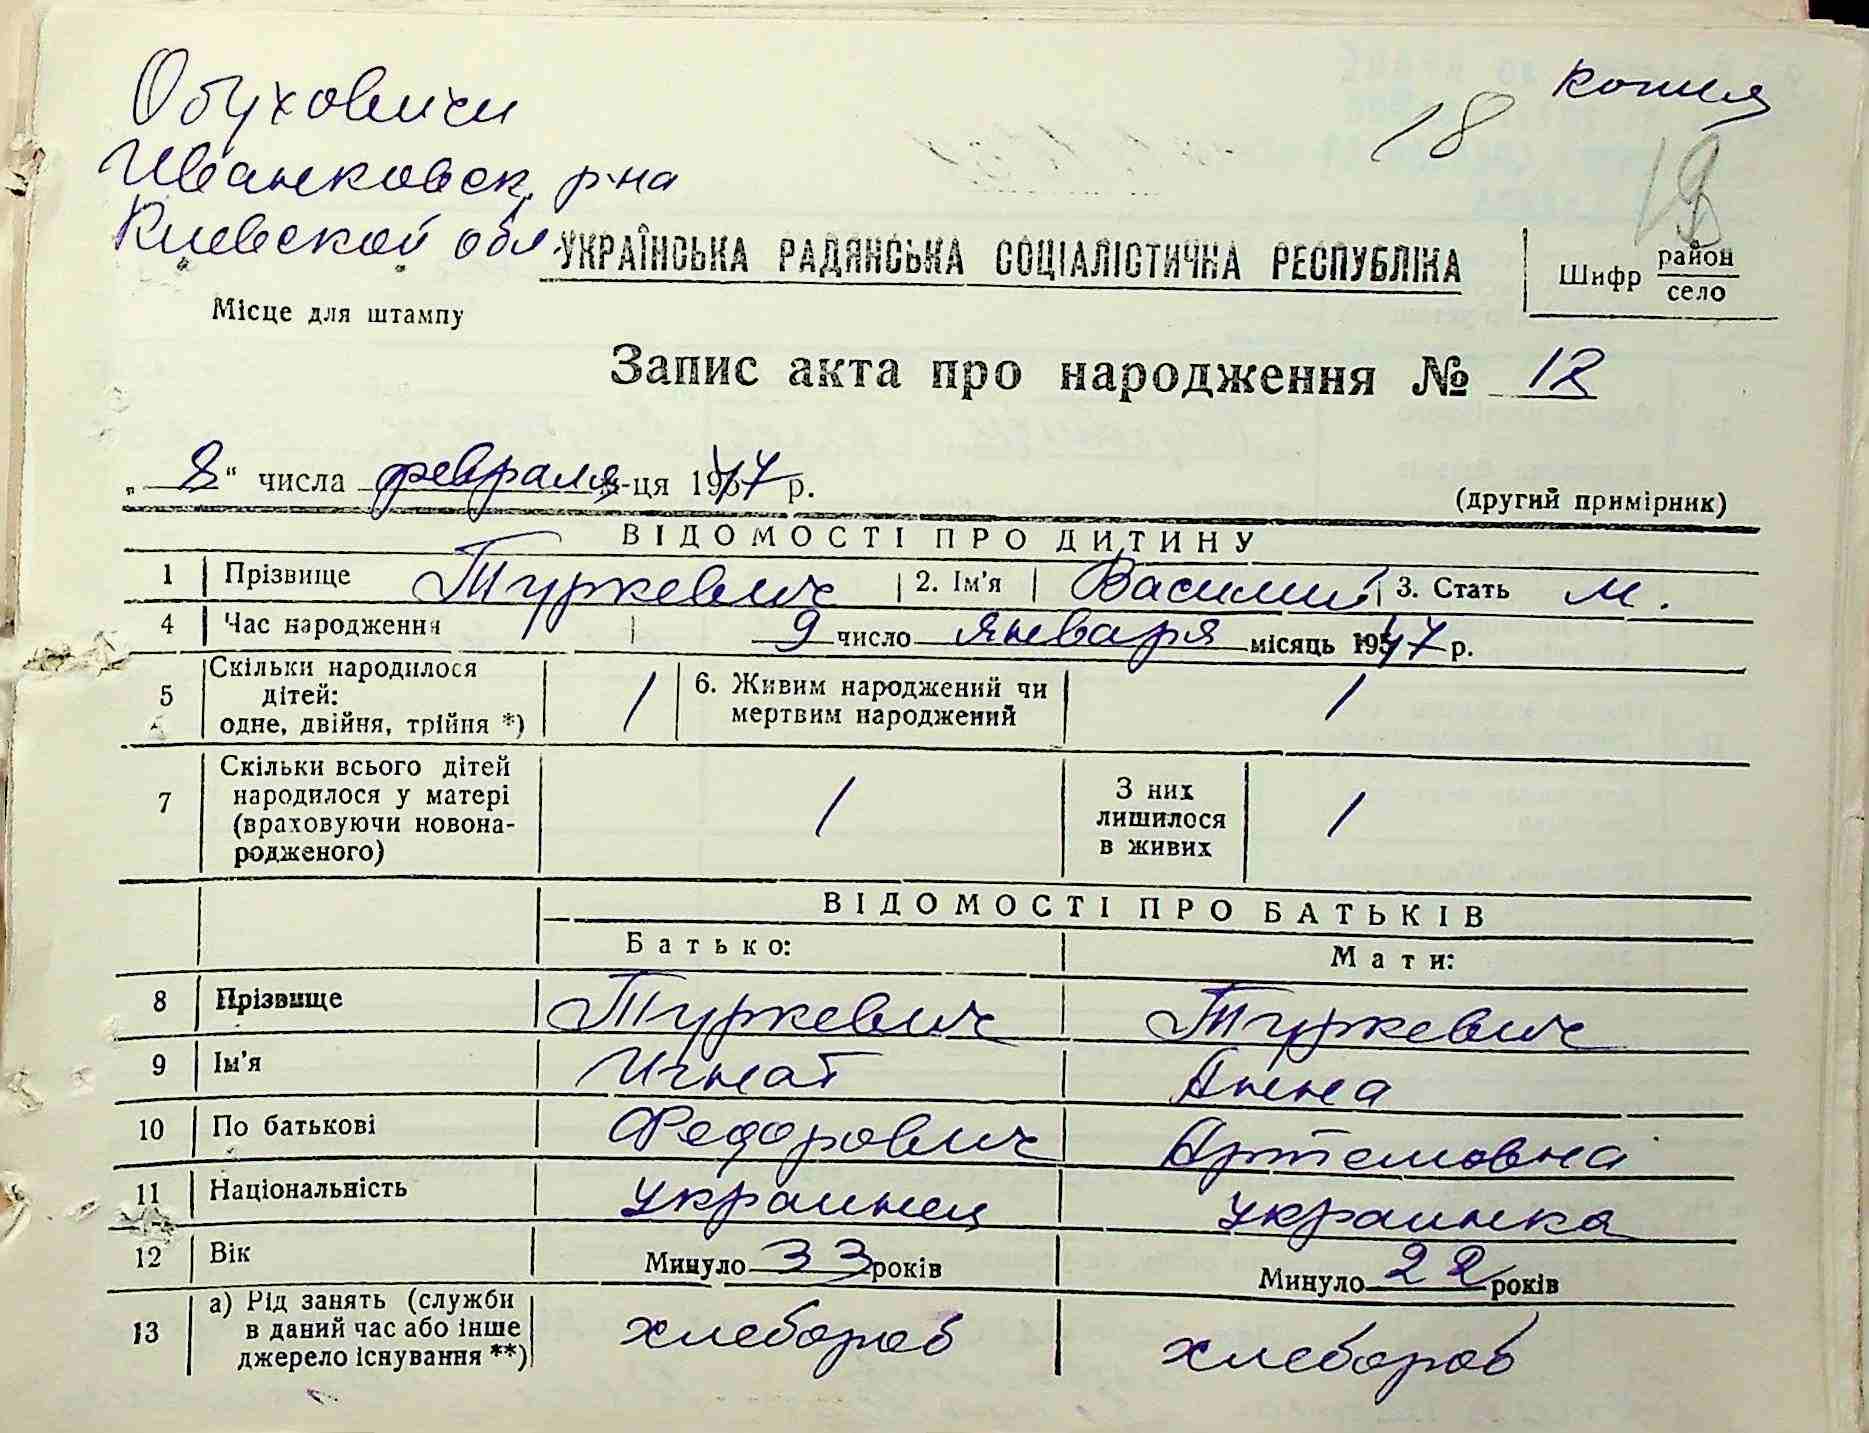 Обуховичи
копия
18
Иванковск. р-на
18
Киевской обл.
УКРАЇНСЬКА РАДЯНСЬКА СОЦІАЛІСТИЧНА РЕСПУБЛІКА
Шифр район
село
Місце для штампу
Запис акта про народження № 12
„ 8 “ числа февраля м-ця 1947 р.
(другий примірник)
ВІДОМОСТІ ПРО ДИТИНУ
1 Прізвище Туркевич 2. Ім'я Василий 3. Стать М.
4 Час народження 9 число января місяць 1947 р.
5 Скільки народилося
дітей:
одне, двійня, трійня *) 1
6. Живим народжений чи
мертвим народжений 1
7 Скільки всього дітей
народилося у матері
(враховуючи новона-
родженого) 1
З них
лишилося
в живих 1
ВІДОМОСТІ ПРО БАТЬКІВ
Батько: Мати:
8 Прізвище Туркевич Туркевич
9 Ім'я Игнат Анна
10 По батькові Федорович Артемовна
11 Національність украинец украинка
12 Вік Минуло 33 років Минуло 22 років
13 а) Рід занять (служби
в даний час або інше
джерело існування **)
хлебороб хлебороб